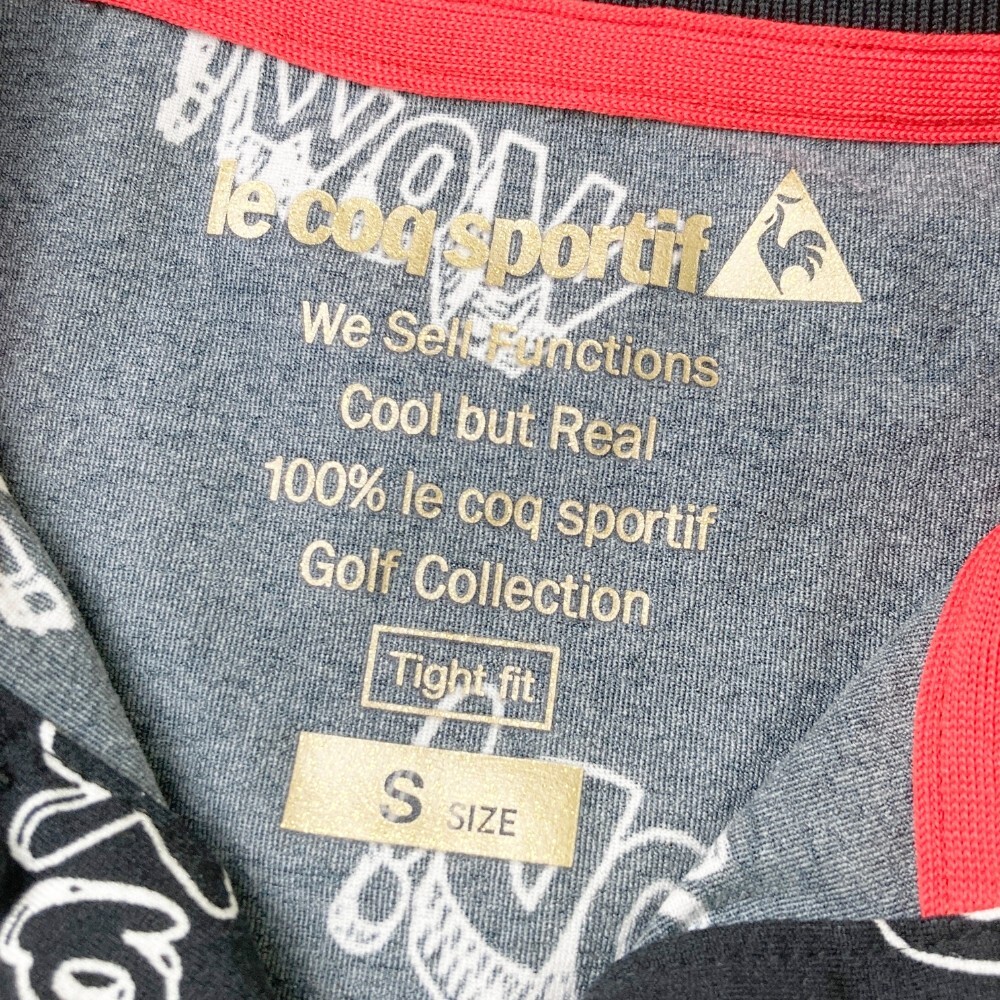 le coq sportif
We Sell Functions
Cool but Real
100% le coq sportif
Golf Collection
Tight fit
S SIZE